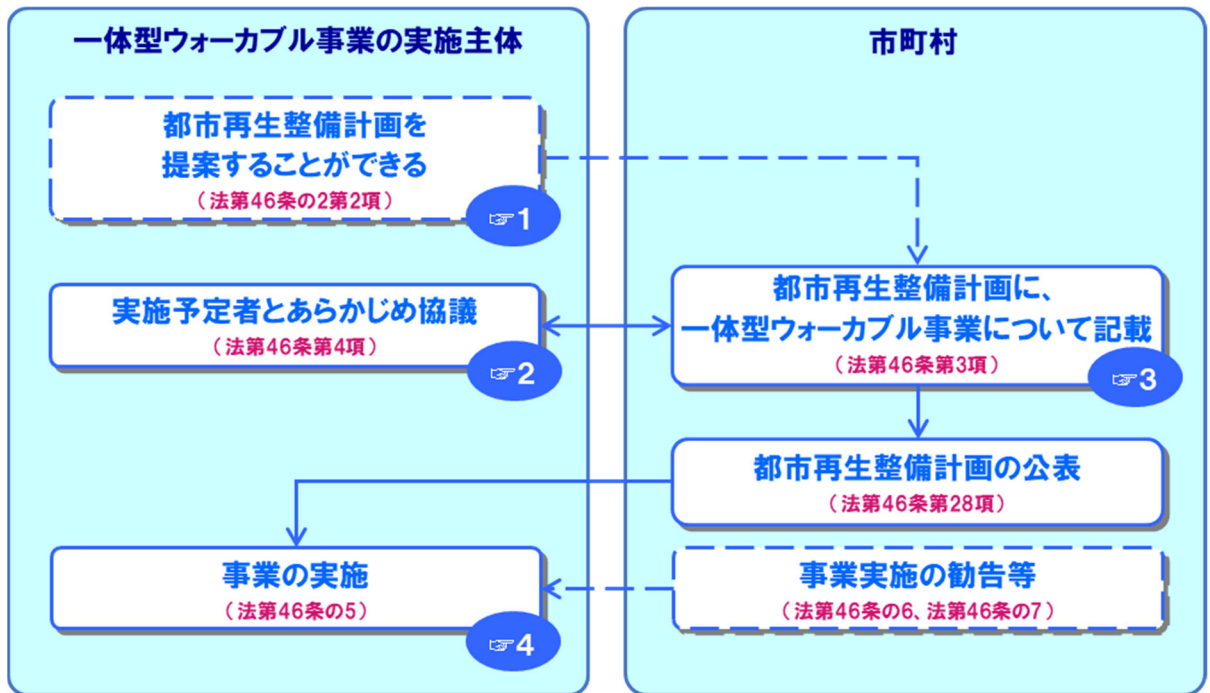 一体型ウォーカブル事業の実施主体
都市再生整備計画を
提案することができる
（法第46条の2第2項）
☞1
実施予定者とあらかじめ協議
（法第46条第4項）
☞2
事業の実施
（法第46条の5）
☞4
市町村
都市再生整備計画に、
一体型ウォーカブル事業について記載
（法第46条第3項）
☞3
都市再生整備計画の公表
（法第46条第28項）
事業実施の勧告等
（法第46条の6、法第46条の7）